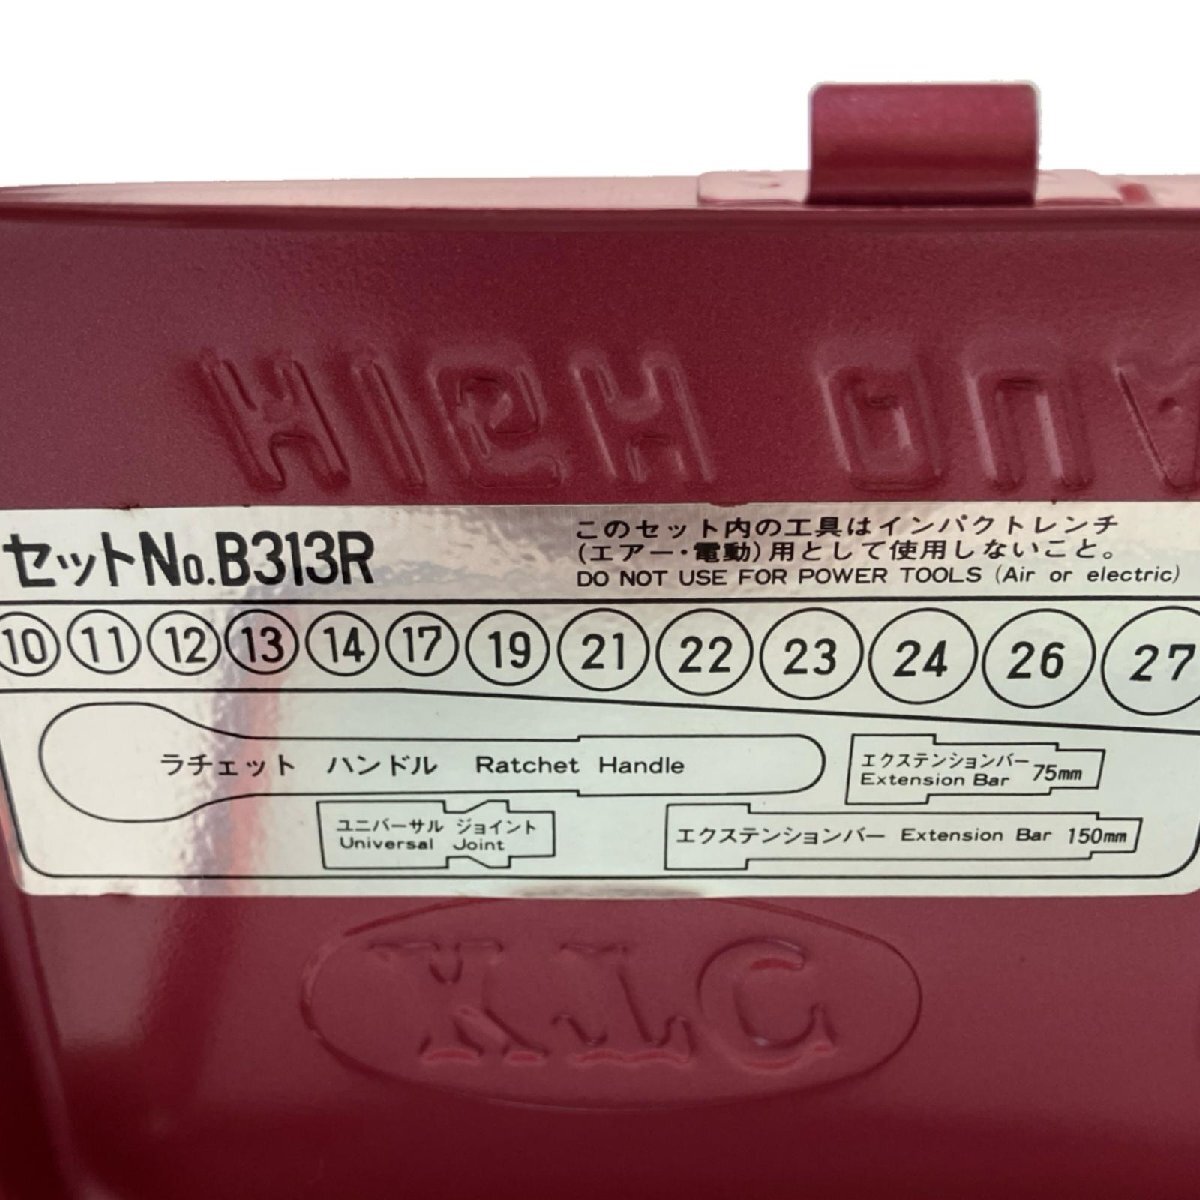 HIGH QUA
セットNo.B313R
このセット内の工具はインパクトレンチ
(エアー・電動)用として使用しないこと。
DO NOT USE FOR POWER TOOLS (Air or electric)
10 11 12 13 14 17 19 21 22 23 24 26 27
ラチェット ハンドル Ratchet Handle
エクステンションバー
Extension Bar 75mm
ユニバーサル ジョイント
Universal Joint
エクステンションバー Extension Bar 150mm
KTC